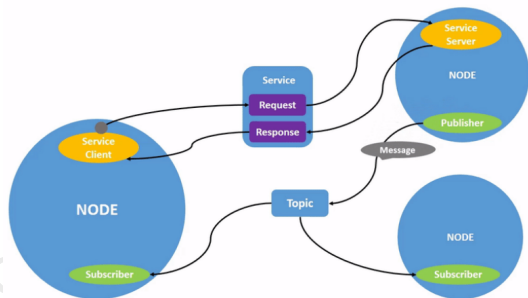 Service
Server
NODE
Publisher
Service
Request
Response
Service
Client
NODE
Subscriber
Message
Topic
NODE
Subscriber